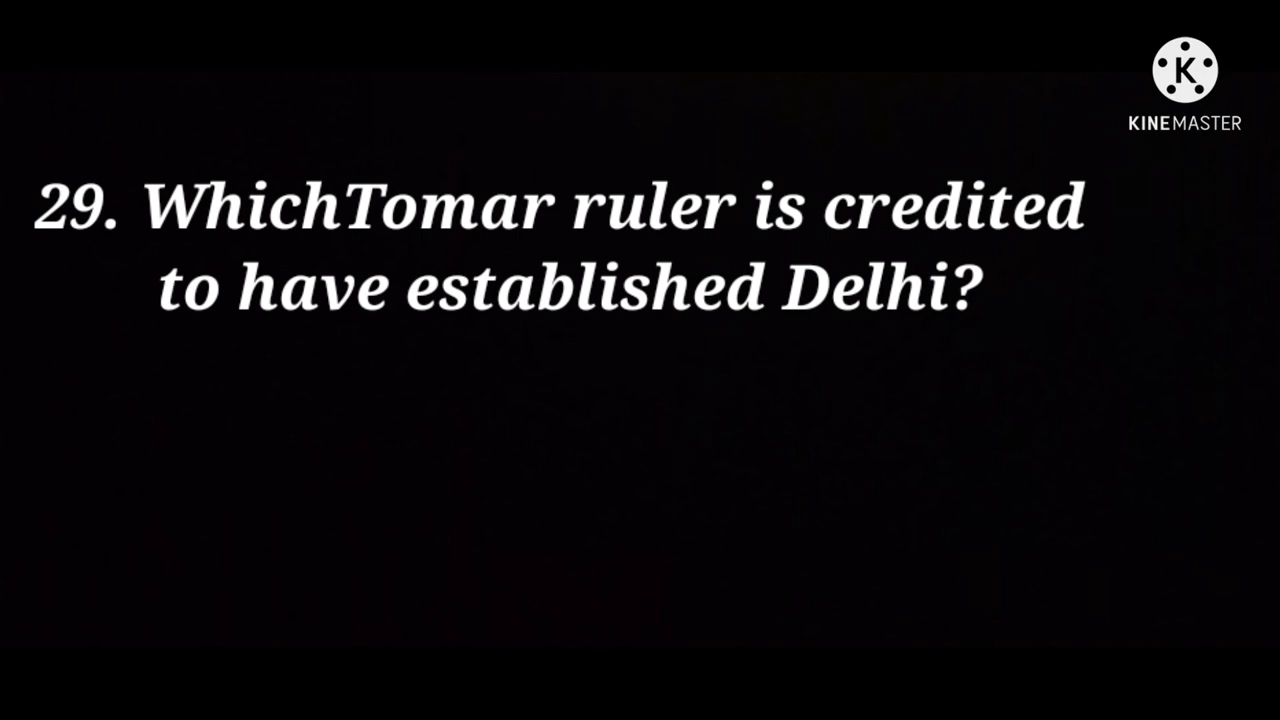 K
KINEMASTER
29. WhichTomar ruler is credited
to have established Delhi?